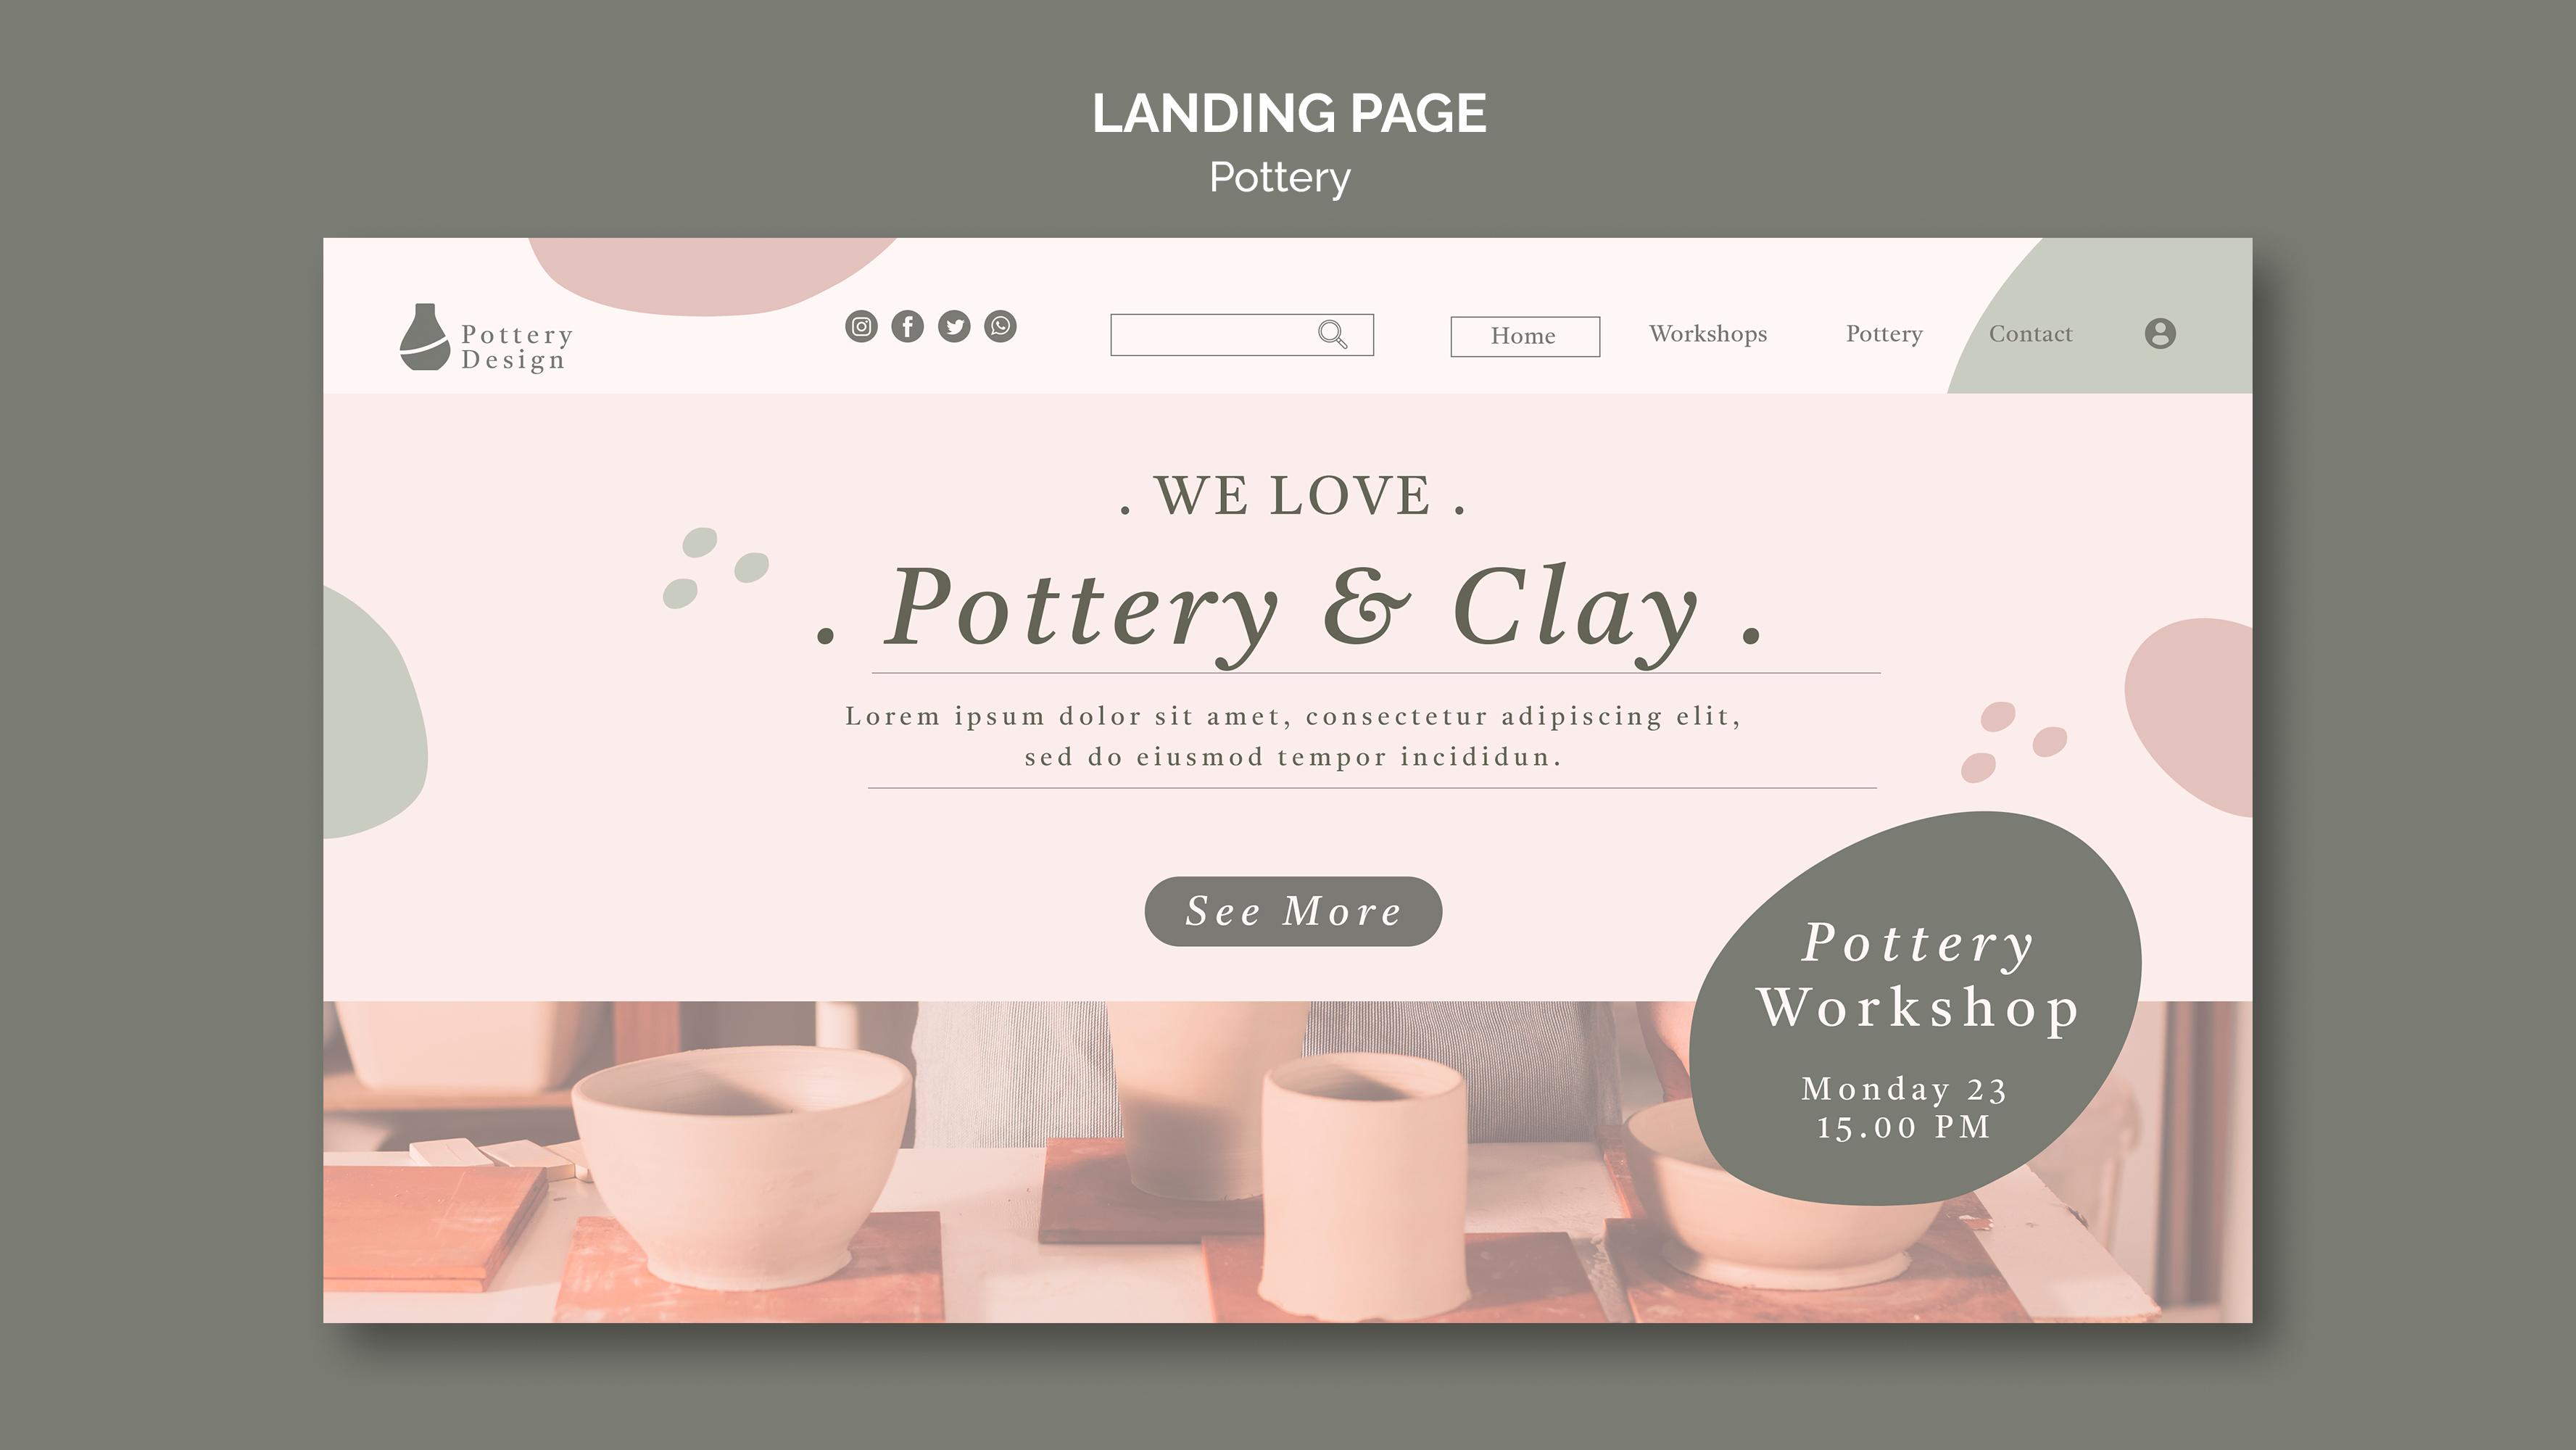 LANDING PAGE
Pottery
Pottery
Design
Home
Workshops
Pottery
Contact
. WE LOVE .
. Pottery & Clay .
Lorem ipsum dolor sit amet, consectetur adipiscing elit,
sed do eiusmod tempor incididun.
See More
Pottery
Workshop
Monday 23
15.00 PM